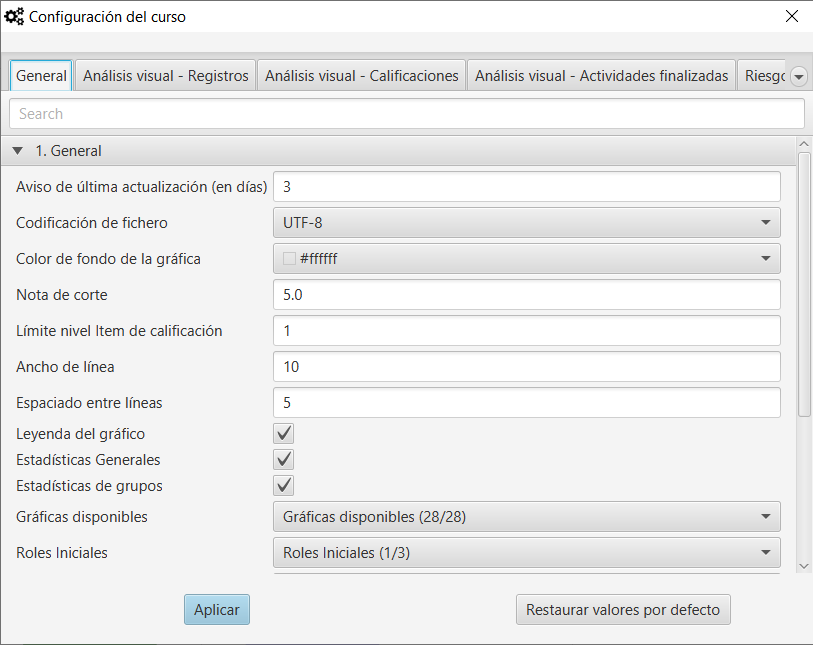 Configuración del curso
General Análisis visual - Registros Análisis visual - Calificaciones Análisis visual - Actividades finalizadas Riesgo
Search
1. General
Aviso de última actualización (en días) 3
Codificación de fichero UTF-8
Color de fondo de la gráfica #ffffff
Nota de corte 5.0
Límite nivel Item de calificación 1
Ancho de línea 10
Espaciado entre líneas 5
Leyenda del gráfico
Estadísticas Generales
Estadísticas de grupos
Gráficas disponibles Gráficas disponibles (28/28)
Roles Iniciales Roles Iniciales (1/3)
Aplicar Restaurar valores por defecto